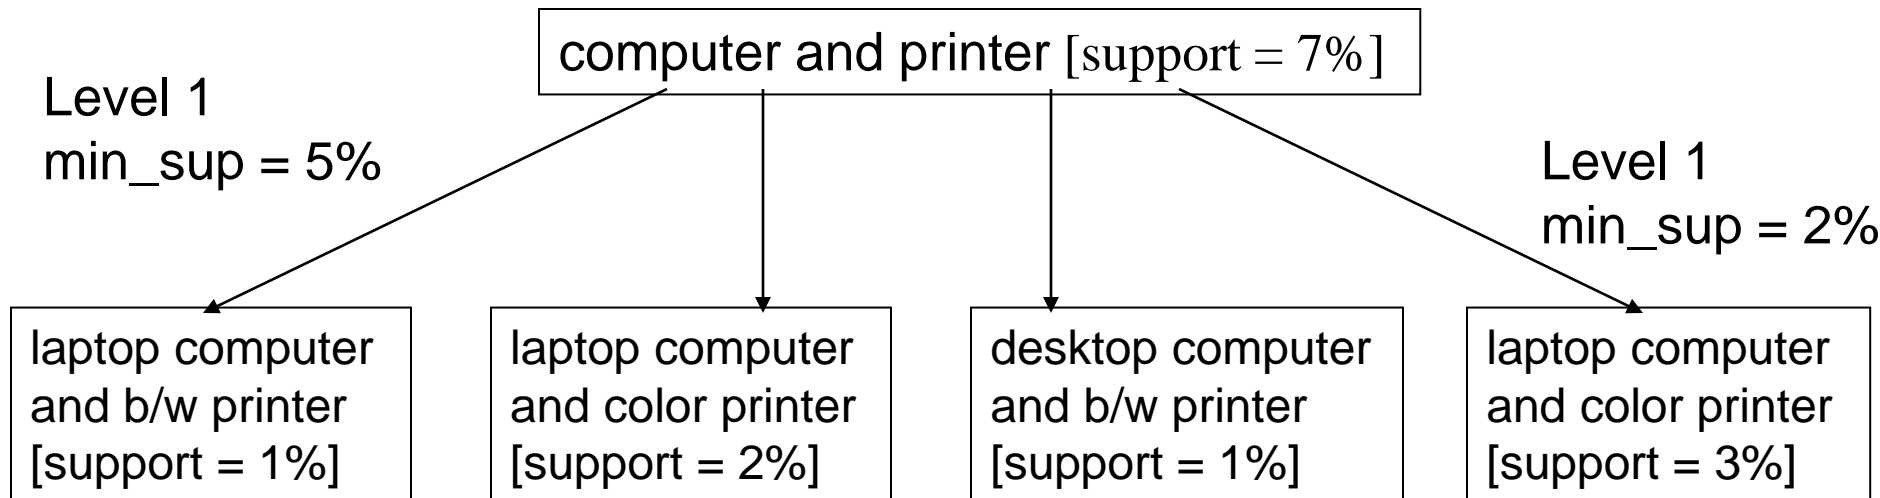 computer and printer [support = 7%]
Level 1
min_sup = 5%
Level 1
min_sup = 2%
laptop computer
and b/w printer
[support = 1%]
laptop computer
and color printer
[support = 2%]
desktop computer
and b/w printer
[support = 1%]
laptop computer
and color printer
[support = 3%]